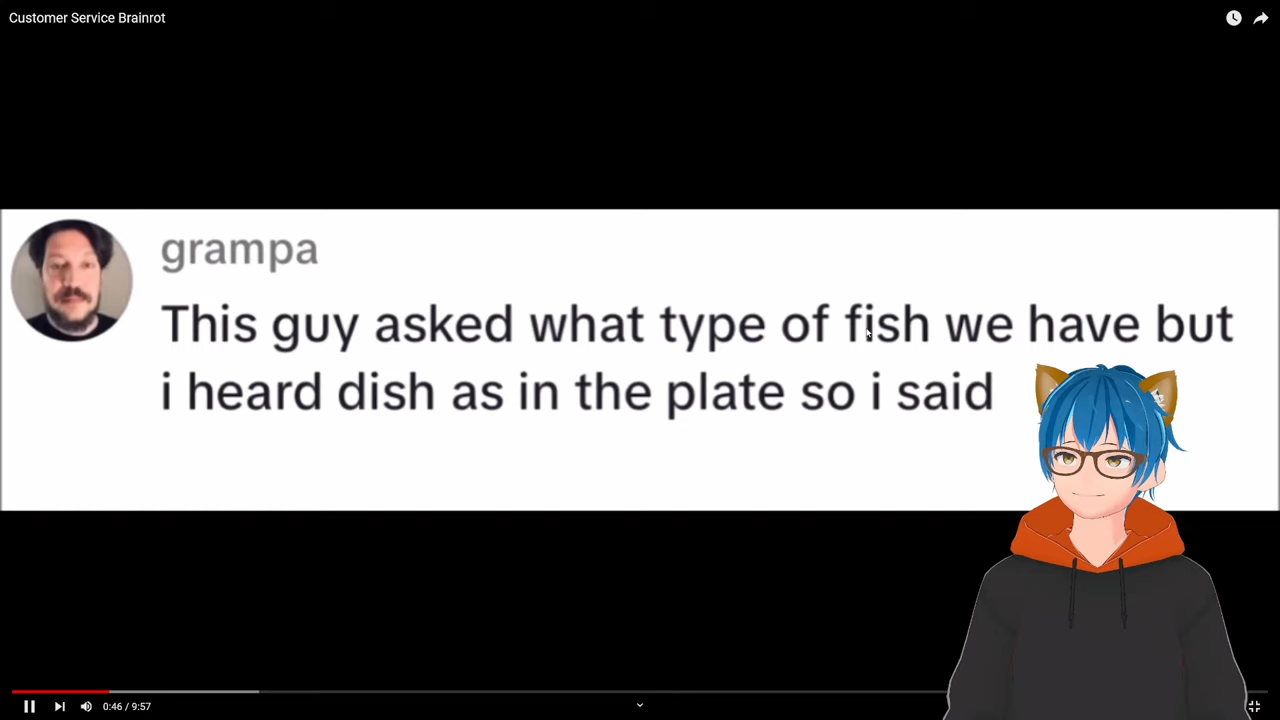 Customer Service Brainrot
grampa
This guy asked what type of fish we have but
i heard dish as in the plate so i said
0:46 / 9:57